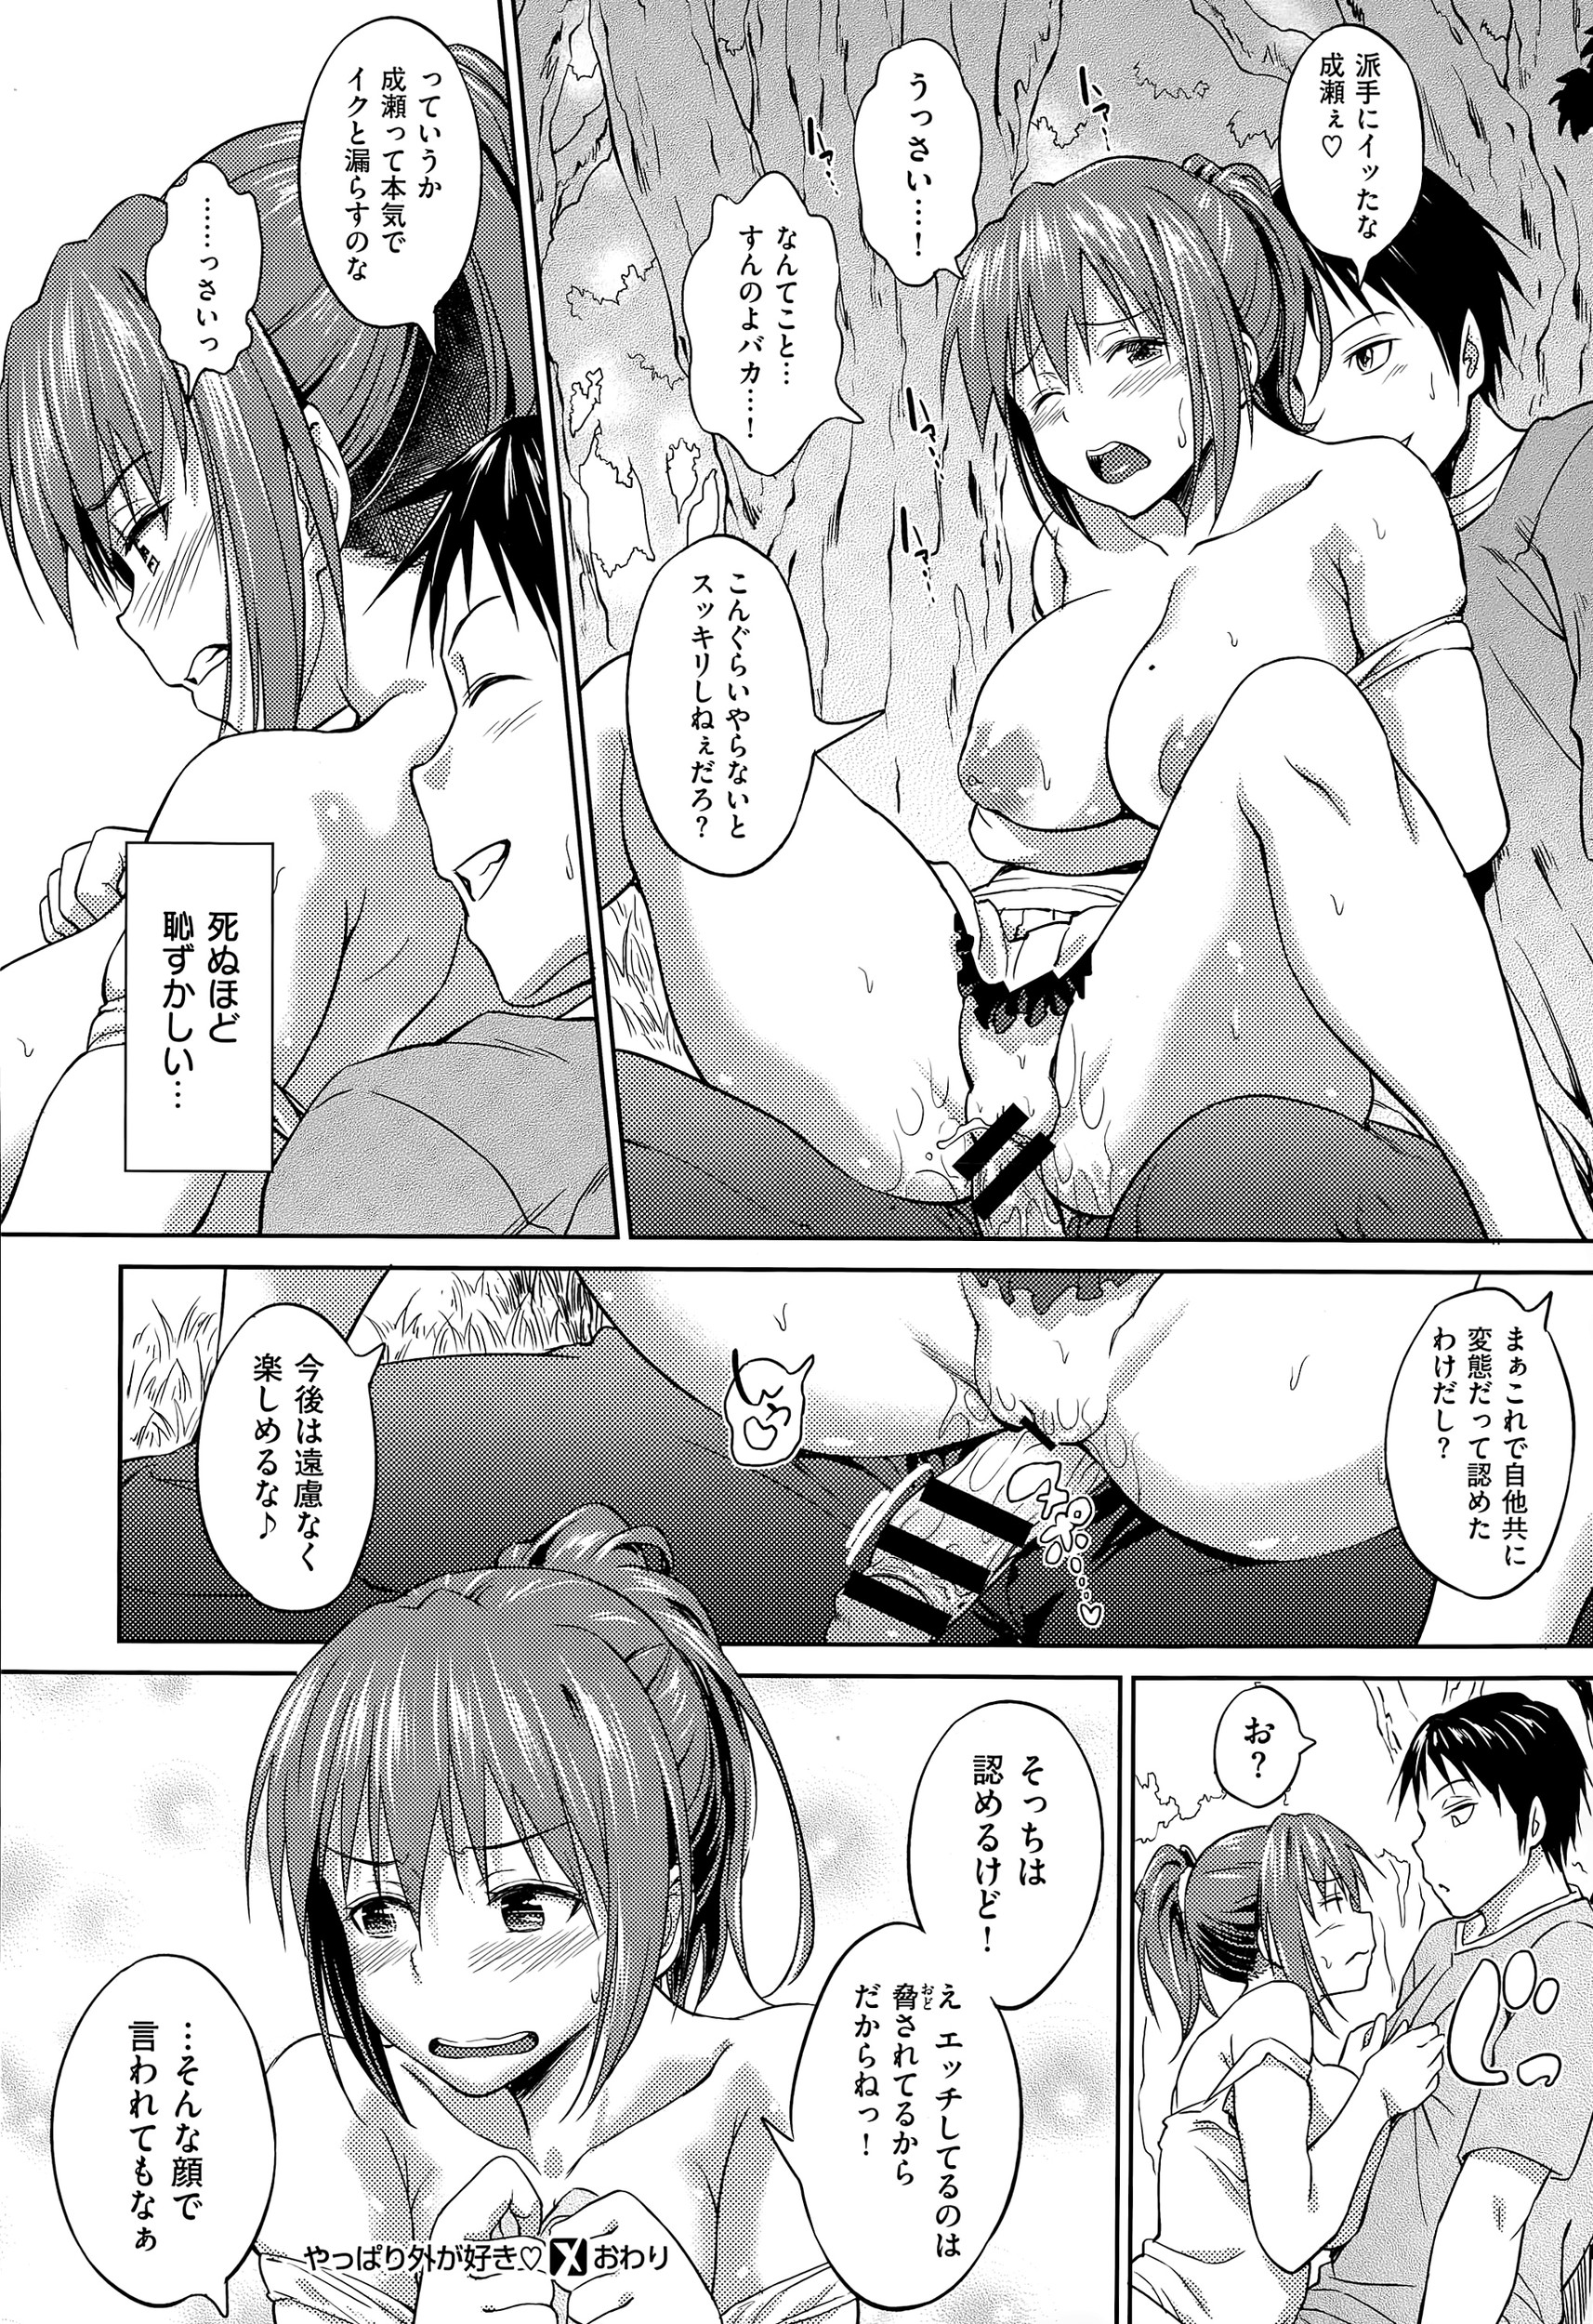 派手にイッたな
成瀬ぇ♡
うっさい……！
なんてこと…
すんのよバカ…！
こんぐらいやらないと
スッキリしねぇだろ？
っていうか
成瀬って本気で
イクと漏らすのな
……っさいっ
死ぬほど
恥ずかしい…
まぁこれで自他共に
変態だって認めた
わけだし？
今後は遠慮なく
楽しめるな♪
お？
そっちは
認めるけど！
え エッチしてるのは
脅されてるから
おど
だからねっ！
…そんな顔で
言われてもなぁ
やっぱり外が好き♡ X おわり